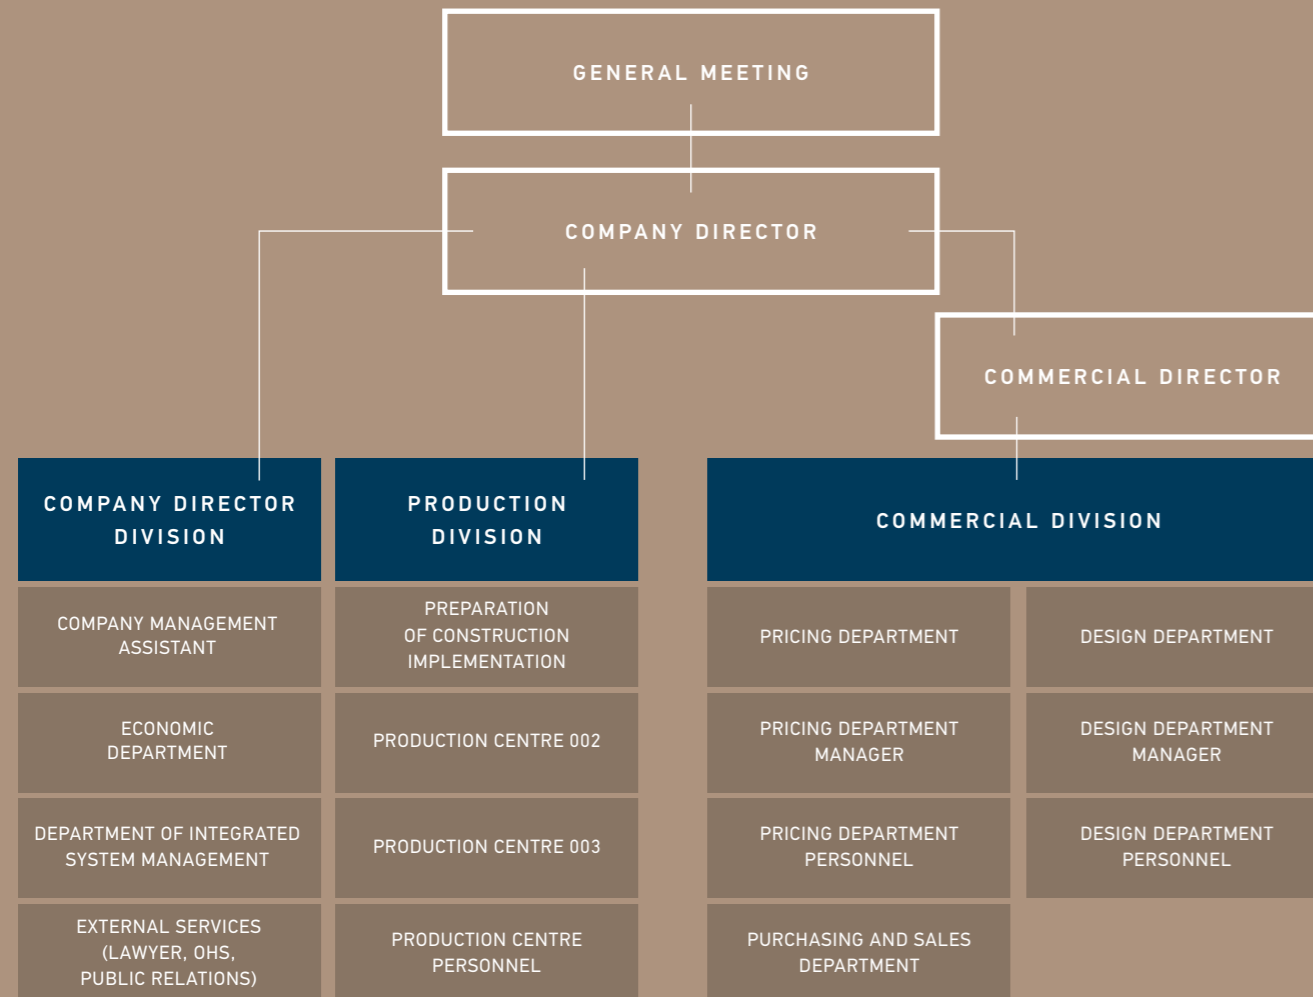 GENERAL MEETING
COMPANY DIRECTOR
COMMERCIAL DIRECTOR
COMPANY DIRECTOR
DIVISION
PRODUCTION
DIVISION
COMMERCIAL DIVISION
COMPANY MANAGEMENT
ASSISTANT
PREPARATION
OF CONSTRUCTION
IMPLEMENTATION
PRICING DEPARTMENT
DESIGN DEPARTMENT
ECONOMIC
DEPARTMENT
PRODUCTION CENTRE 002
PRICING DEPARTMENT
MANAGER
DESIGN DEPARTMENT
MANAGER
DEPARTMENT OF INTEGRATED
SYSTEM MANAGEMENT
PRODUCTION CENTRE 003
PRICING DEPARTMENT
PERSONNEL
DESIGN DEPARTMENT
PERSONNEL
EXTERNAL SERVICES
(LAWYER, OHS,
PUBLIC RELATIONS)
PRODUCTION CENTRE
PERSONNEL
PURCHASING AND SALES
DEPARTMENT